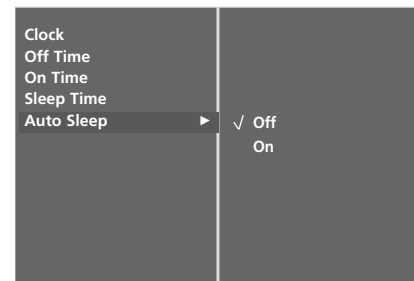 Clock
Off Time
On Time
Sleep Time
Auto Sleep ►
√ Off
On